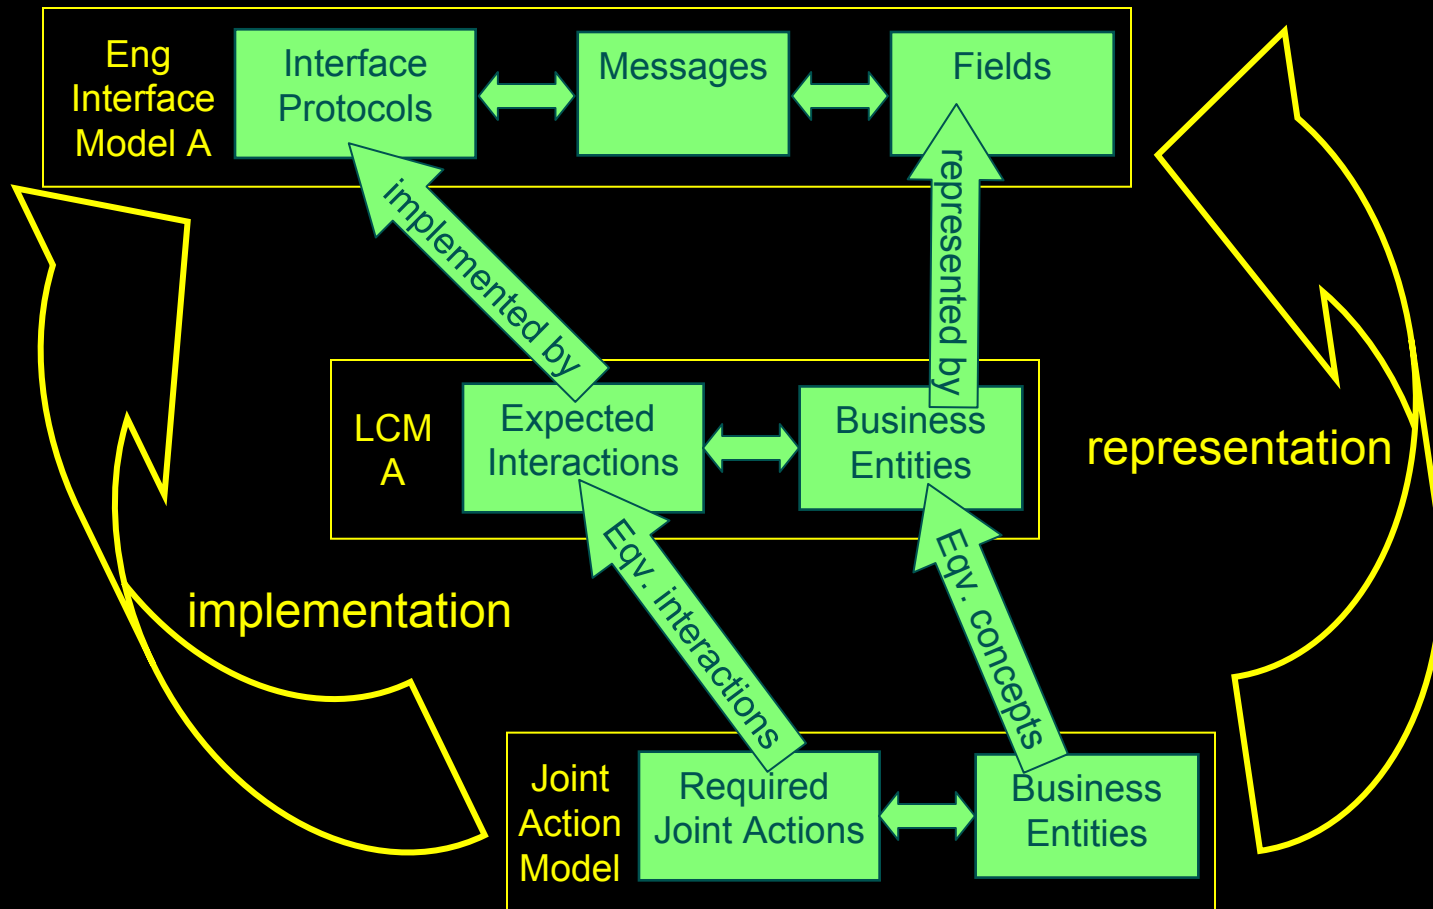 Eng
Interface
Model A
Interface
Protocols
Messages
Fields
implemented by
represented by
LCM
A
Expected
Interactions
Business
Entities
representation
implementation
Eqv. interactions
Eqv. concepts
Joint
Action
Model
Required
Joint Actions
Business
Entities